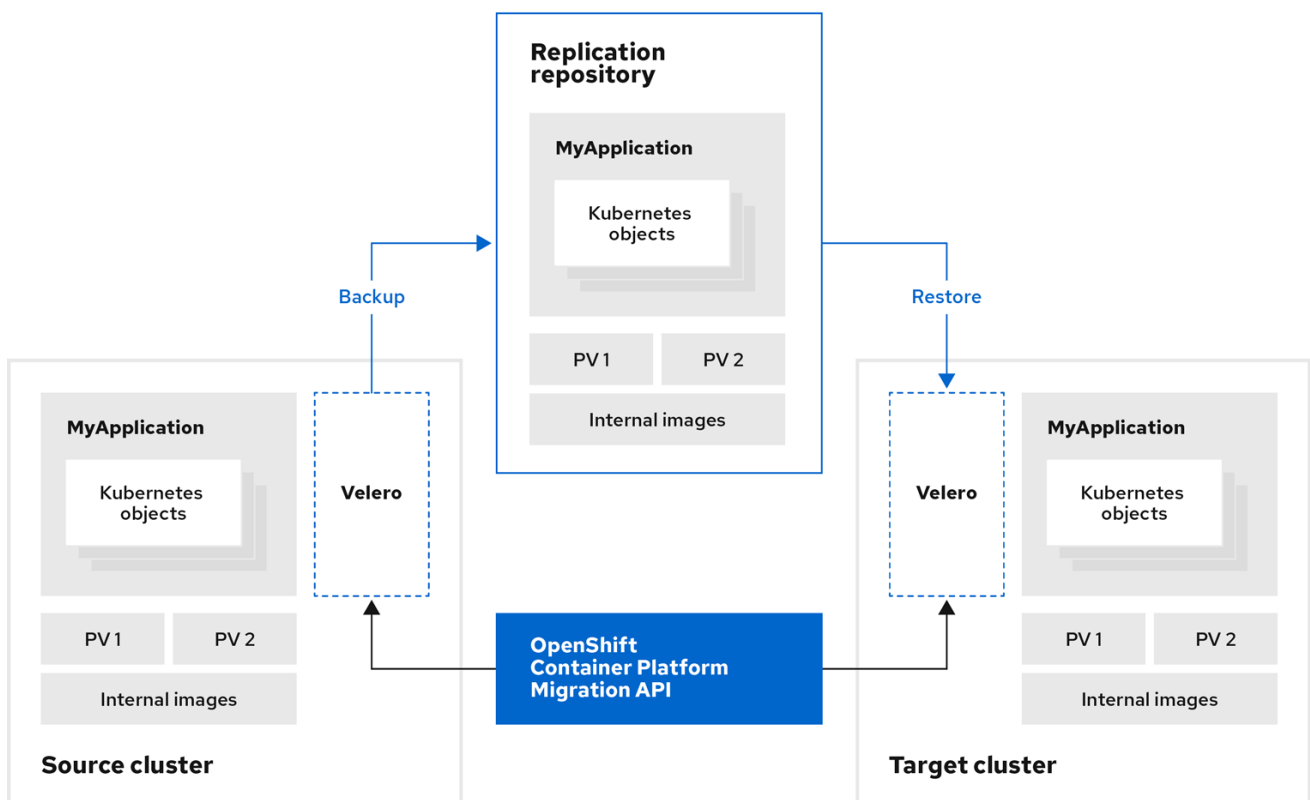 Replication
repository
MyApplication
Kubernetes
objects
PV 1
PV 2
Internal images
Backup
Restore
MyApplication
Kubernetes
objects
Velero
PV 1
PV 2
Internal images
Source cluster
OpenShift
Container Platform
Migration API
Velero
MyApplication
Kubernetes
objects
PV 1
PV 2
Internal images
Target cluster